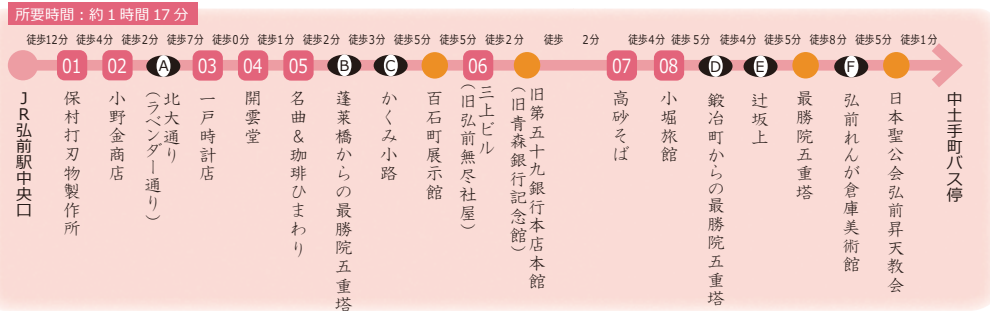 所要時間：約1時間17分
徒歩12分 徒歩4分 徒歩2分 徒歩7分 徒歩0分 徒歩1分 徒歩2分 徒歩3分 徒歩5分 徒歩5分 徒歩2分 徒歩 2分 徒歩4分 徒歩5分 徒歩4分 徒歩5分 徒歩8分 徒歩5分 徒歩1分
JR弘前駅中央口
01
保村打刃物製作所
02
小野金商店
A
北大通り
（ラベンダー通り）
03
一戸時計店
04
開雲堂
05
名曲&珈琲ひまわり
B
蓬莱橋からの最勝院五重塔
C
かくみ小路
百石町展示館
06
三上ビル
（旧弘前無尽社屋）
旧第五十九銀行本店本館
（旧青森銀行記念館）
07
高砂そば
08
小堀旅館
D
鍛冶町からの最勝院五重塔
E
辻坂上
最勝院五重塔
F
弘前れんが倉庫美術館
日本聖公会弘前昇天教会
中土手町バス停